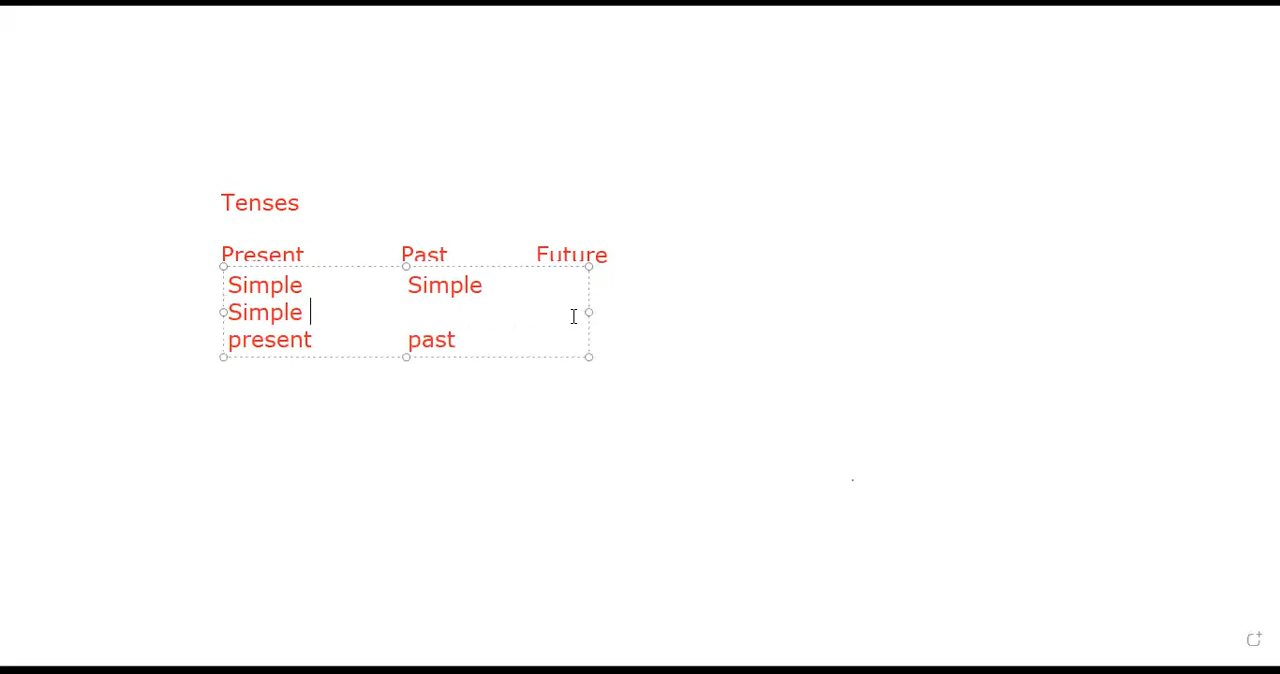 Tenses
Present Past Future
Simple Simple
Simple
present past